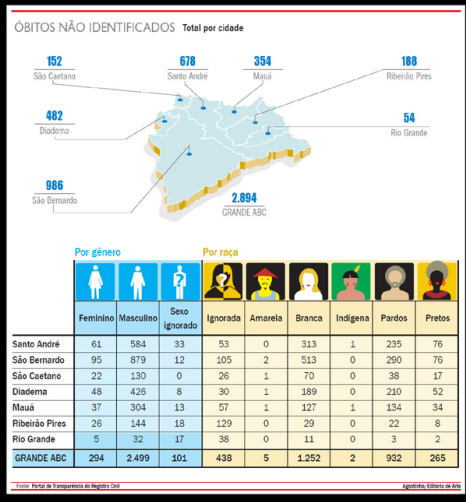 ÓBITOS NÃO IDENTIFICADOS Total por cidade
152
São Caetano
678
Santo André
354
Mauá
188
Ribeirão Pires
482
Diadema
54
Rio Grande
986
São Bernardo
2.894
GRANDE ABC
Por gênero Por raça
Feminino Masculino Sexo ignorado Ignorada Amarela Branca Indígena Pardos Pretos
Santo André 61 584 33 53 0 313 1 235 76
São Bernardo 95 879 12 105 2 513 0 290 76
São Caetano 22 130 0 26 1 70 0 38 17
Diadema 48 426 8 30 1 189 0 210 52
Mauá 37 304 13 57 1 127 1 134 34
Ribeirão Pires 26 144 18 129 0 29 0 22 8
Rio Grande 5 32 17 38 0 11 0 3 2
GRANDE ABC 294 2.499 101 438 5 1.252 2 932 265
Fonte: Portal de Transparência do Registro Civil
Agostinho/Editoria de Arte